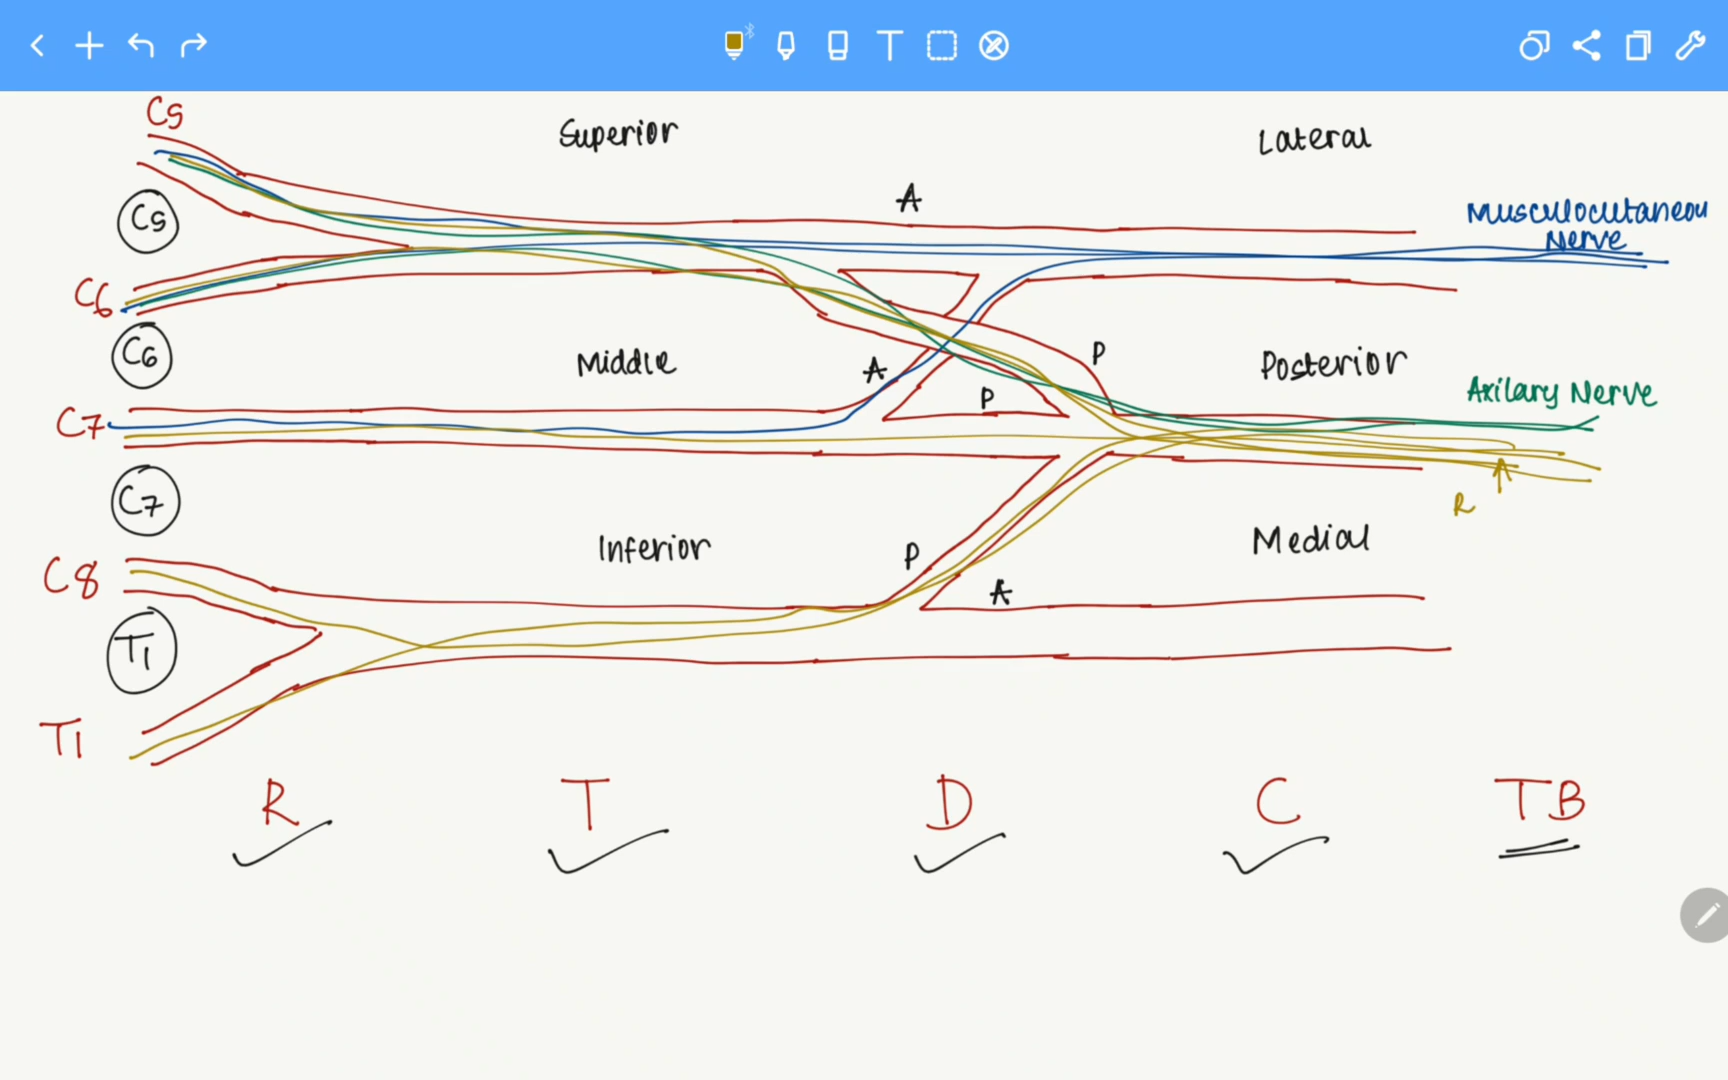 C5
Superior
Lateral
A
C5
Musculocutaneou
Nerve
C6
C6
Middle
A
P
P
Posterior
Axilary Nerve
C7
C7
R
Inferior
P
Medial
C8
A
T1
T1
R T D C TB
T